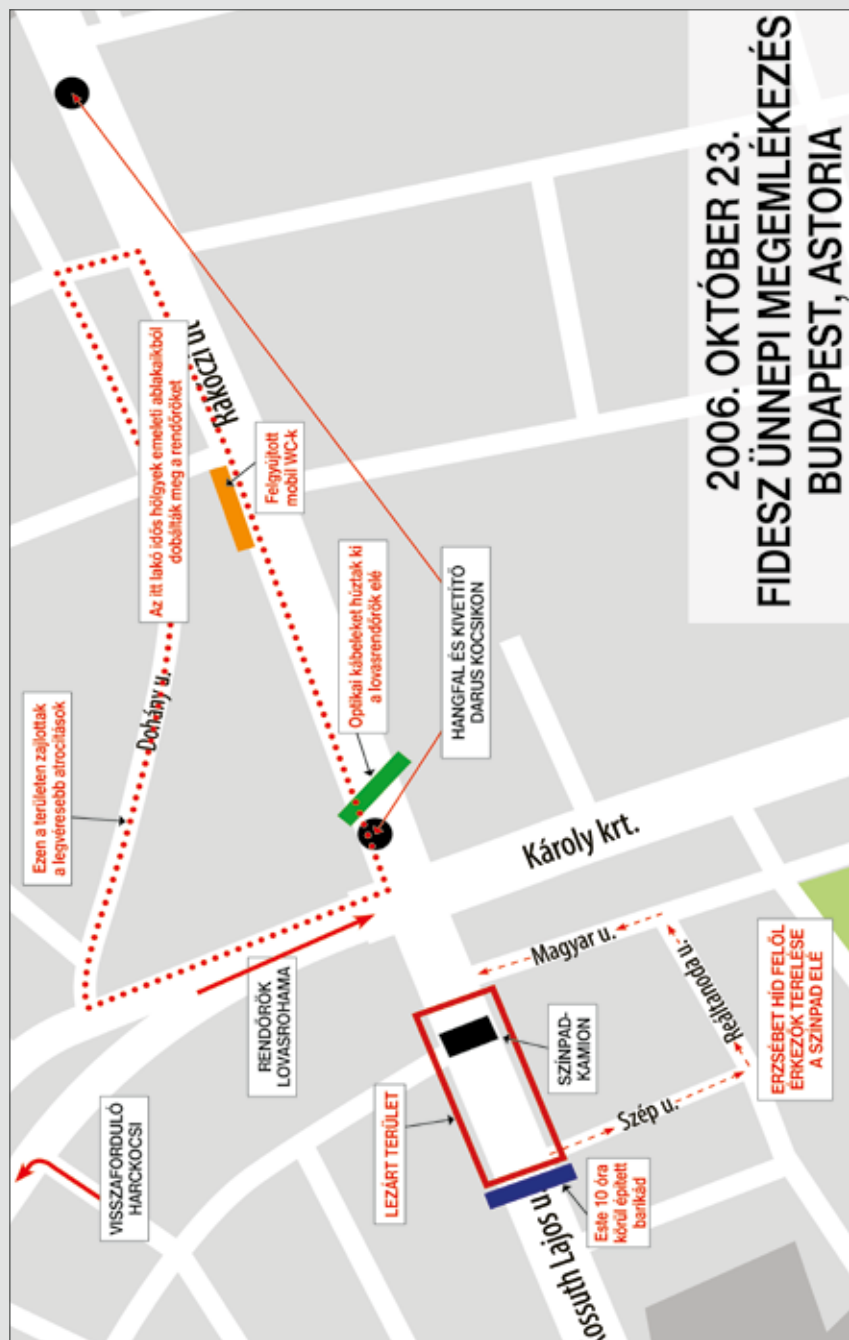 2006. OKTÓBER 23.
FIDESZ ÜNNEPI MEGEMLÉKEZÉS
BUDAPEST, ASTORIA
VISSZAFORDULÓ
HARCKOCSI
RENDŐRÖK
LOVASROHAMA
Ezen a területen zajlottak
a legvéresebb atrocitások
Dohány u.
Az itt lakó idős hölgyek emeleti ablakaikból
dobálták meg a rendőröket
Rákóczi út.
Felgyújtott
mobil WC-k
Optikai kábeleket húztak ki
a lovasrendőrök elé
HANGFAL ÉS KIVETÍTŐ
DARUS KOCSIKON
Károly krt.
LEZÁRT TERÜLET
SZÍNPAD-
KAMION
Magyar u.
Reáltanoda u.
Szép u.
ossuth Lajos u
Este 10 óra
körül épített
barikád
ERZSÉBET HÍD FELŐL
ÉRKEZŐK TERELÉSE
A SZÍNPAD ELÉ